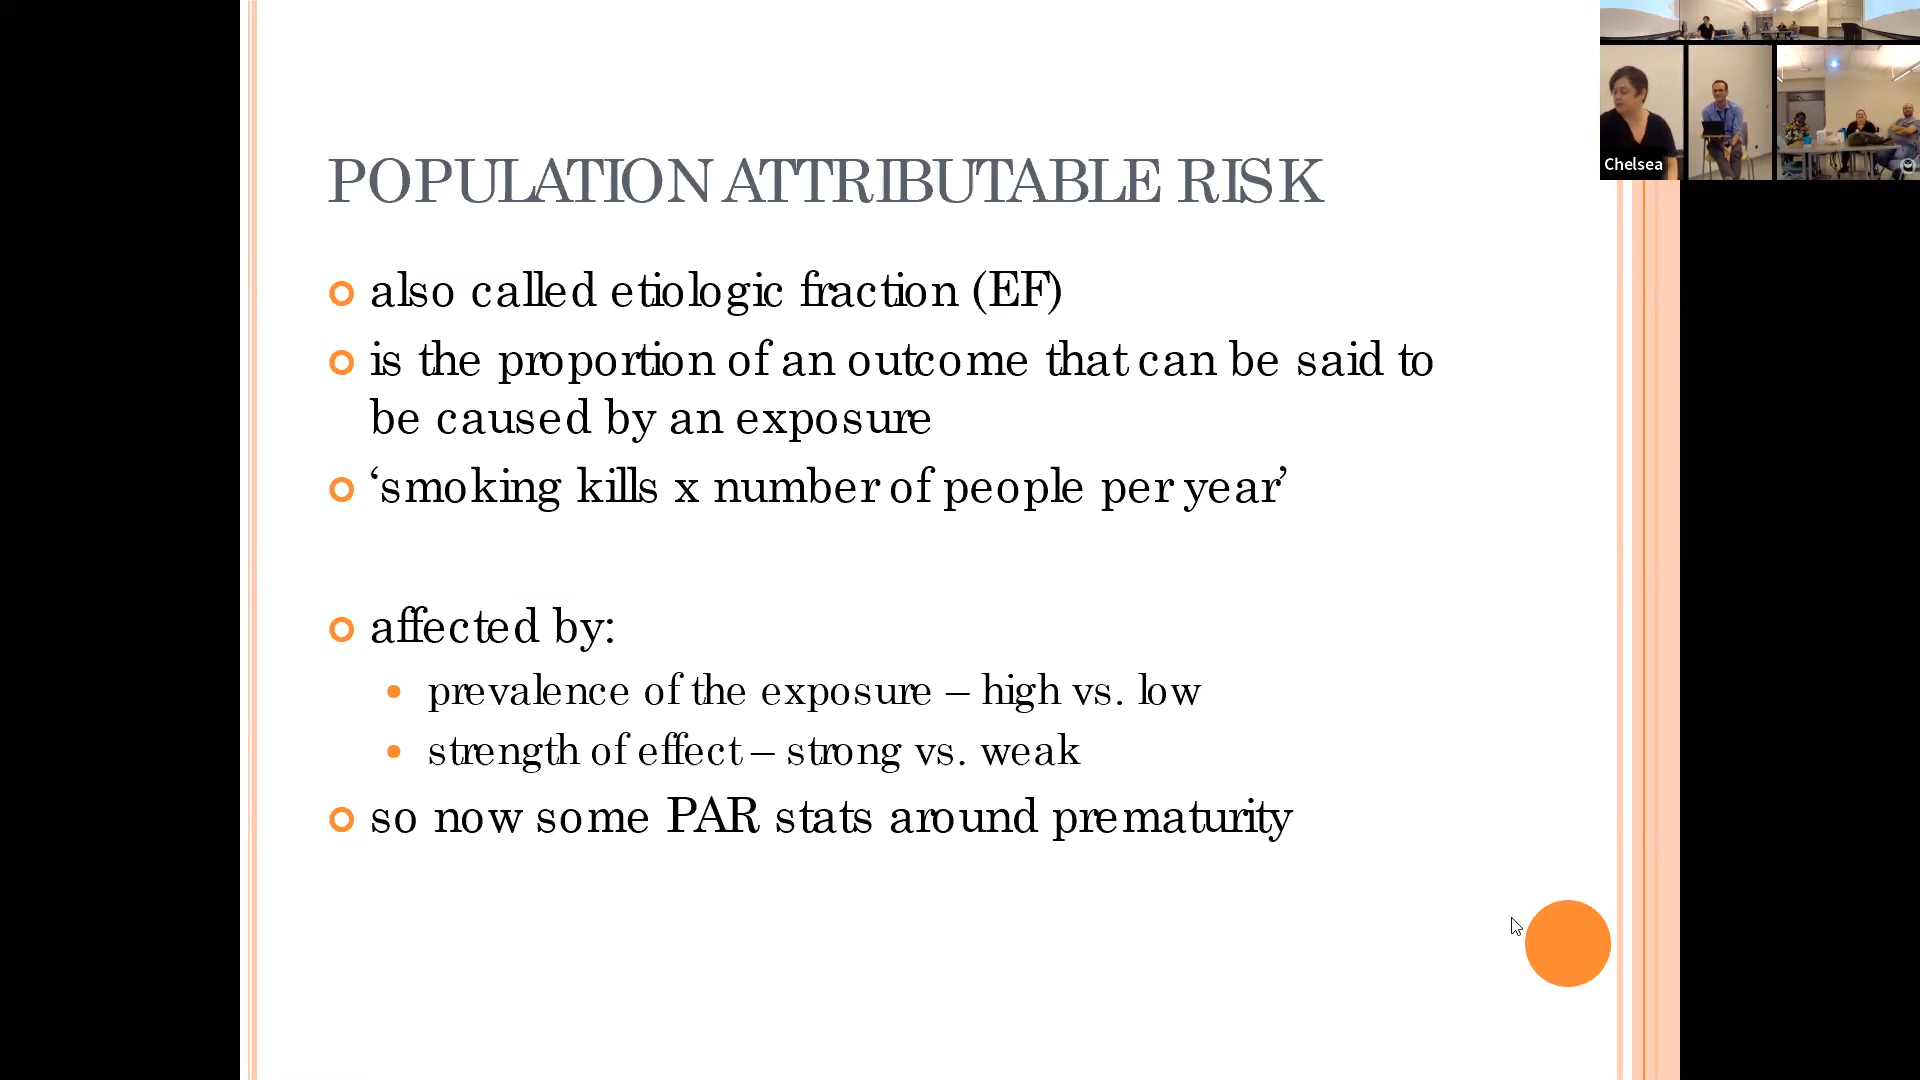 POPULATION ATTRIBUTABLE RISK
also called etiologic fraction (EF)
is the proportion of an outcome that can be said to
be caused by an exposure
‘smoking kills x number of people per year’
affected by:
prevalence of the exposure – high vs. low
strength of effect – strong vs. weak
so now some PAR stats around prematurity
Chelsea